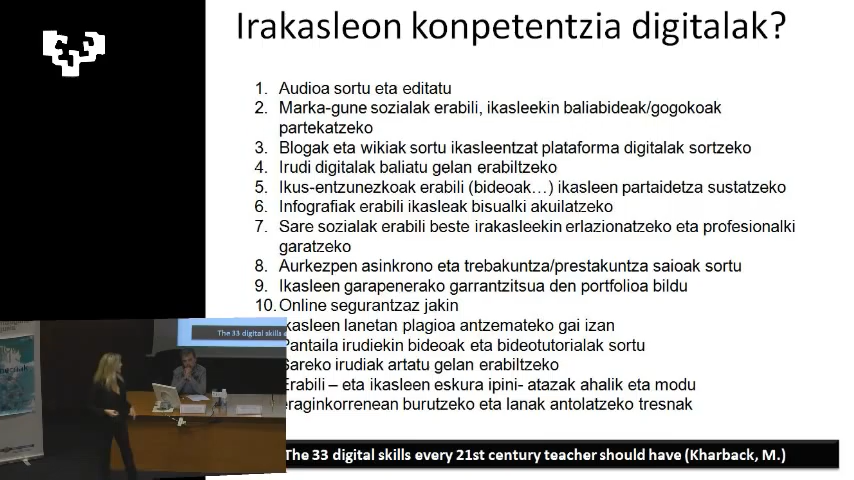 Irakasleon konpetentzia digitalak?
1. Audioa sortu eta editatu
2. Marka-gune sozialak erabili, ikasleekin baliabideak/gogokoak
partekatzeko
3. Blogak eta wikiak sortu ikasleentzat plataforma digitalak sortzeko
4. Irudi digitalak baliatu gelan erabiltzeko
5. Ikus-entzunezkoak erabili (bideoak…) ikasleen partaidetza sustatzeko
6. Infografiak erabili ikasleak bisualki akuilatzeko
7. Sare sozialak erabili beste irakasleekin erlazionatzeko eta profesionalki
garatzeko
8. Aurkezpen asinkrono eta trebakuntza/prestakuntza saioak sortu
9. Ikasleen garapenerako garrantzitsua den portfolioa bildu
10. Online segurantzaz jakin
kasleen lanetan plagioa antzemateko gai izan
Pantaila irudiekin bideoak eta bideotutorialak sortu
Sareko irudiak artatu gelan erabiltzeko
Erabili – eta ikasleen eskura ipini- atazak ahalik eta modu
eraginkorrenean burutzeko eta lanak antolatzeko tresnak
The 33 digital skills
The 33 digital skills every 21st century teacher should have (Kharback, M.)